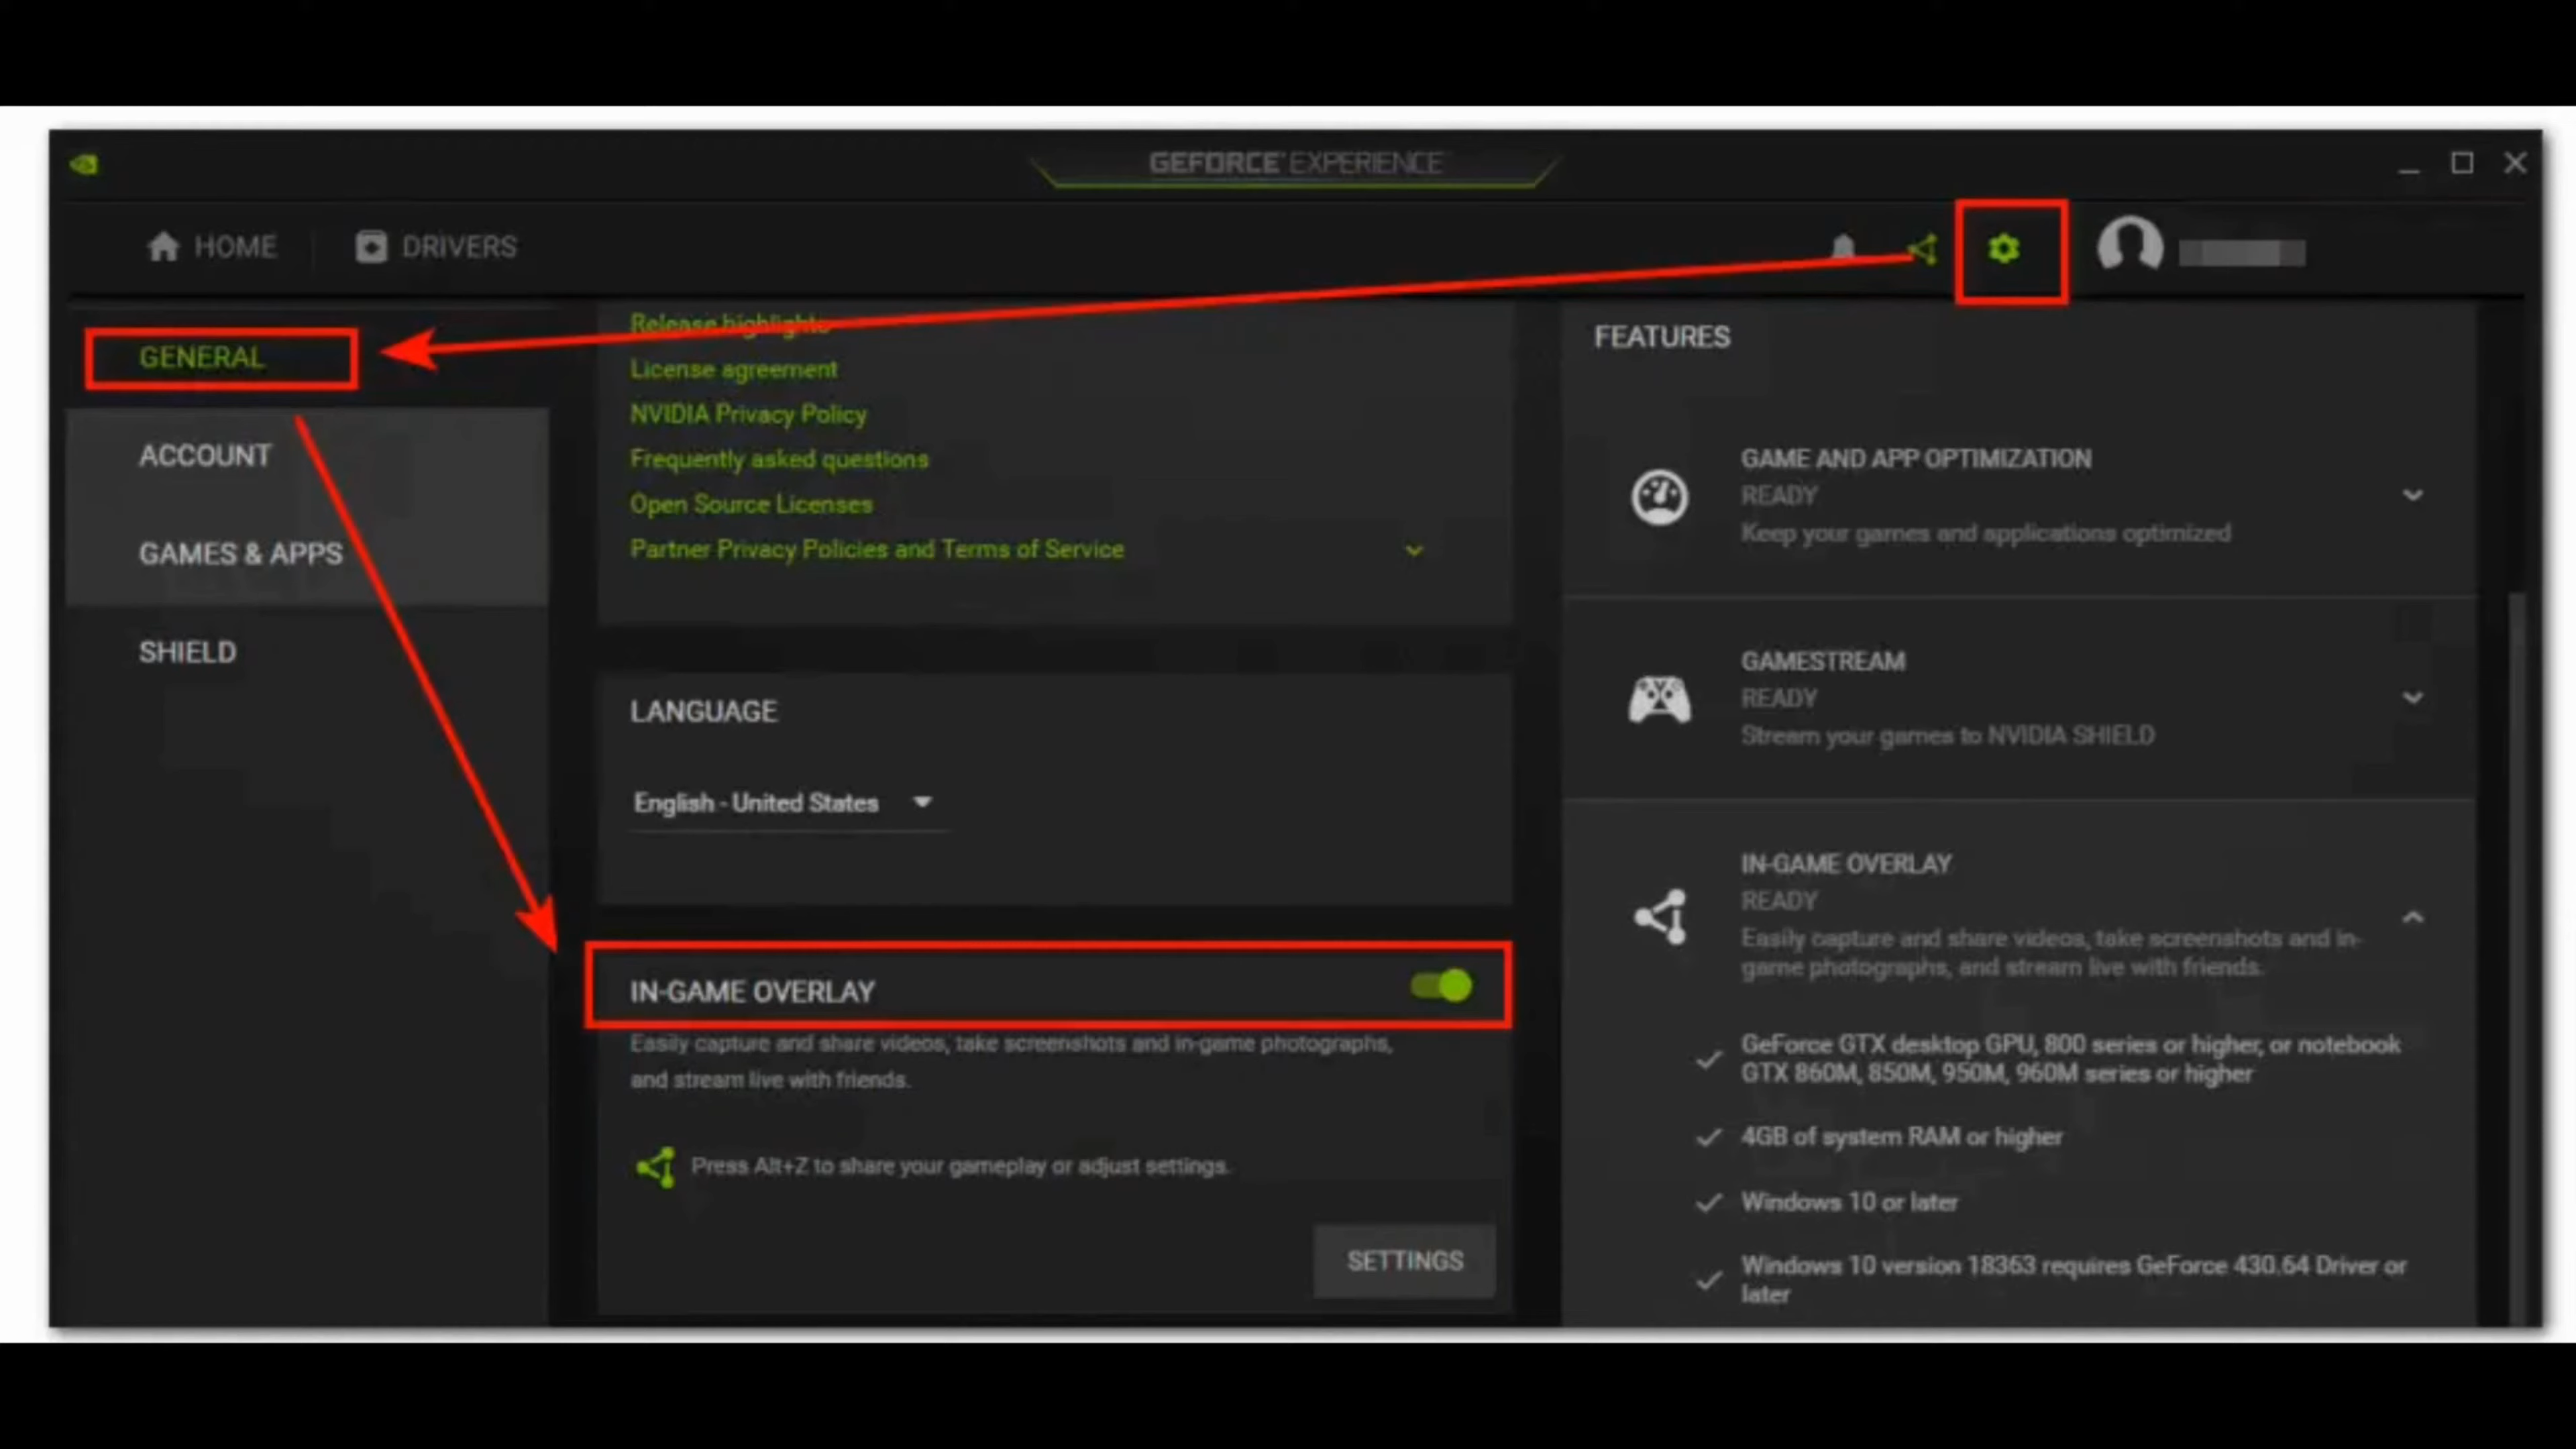 GEFORCE EXPERIENCE
HOME
DRIVERS
GENERAL
ACCOUNT
GAMES & APPS
SHIELD
Release highlights
License agreement
NVIDIA Privacy Policy
Frequently asked questions
Open Source Licenses
Partner Privacy Policies and Terms of Service
LANGUAGE
English - United States
IN-GAME OVERLAY
Easily capture and share videos, take screenshots and in-game photographs,
and stream live with friends.
Press Alt+Z to share your gameplay or adjust settings.
SETTINGS
FEATURES
GAME AND APP OPTIMIZATION
READY
Keep your games and applications optimized
GAMESTREAM
READY
Stream your games to NVIDIA SHIELD
IN-GAME OVERLAY
READY
Easily capture and share videos, take screenshots and in-
game photographs, and stream live with friends.
GeForce GTX desktop GPU, 800 series or higher, or notebook
GTX 860M, 850M, 950M, 960M series or higher
4GB of system RAM or higher
Windows 10 or later
Windows 10 version 18363 requires GeForce 430.64 Driver or
later